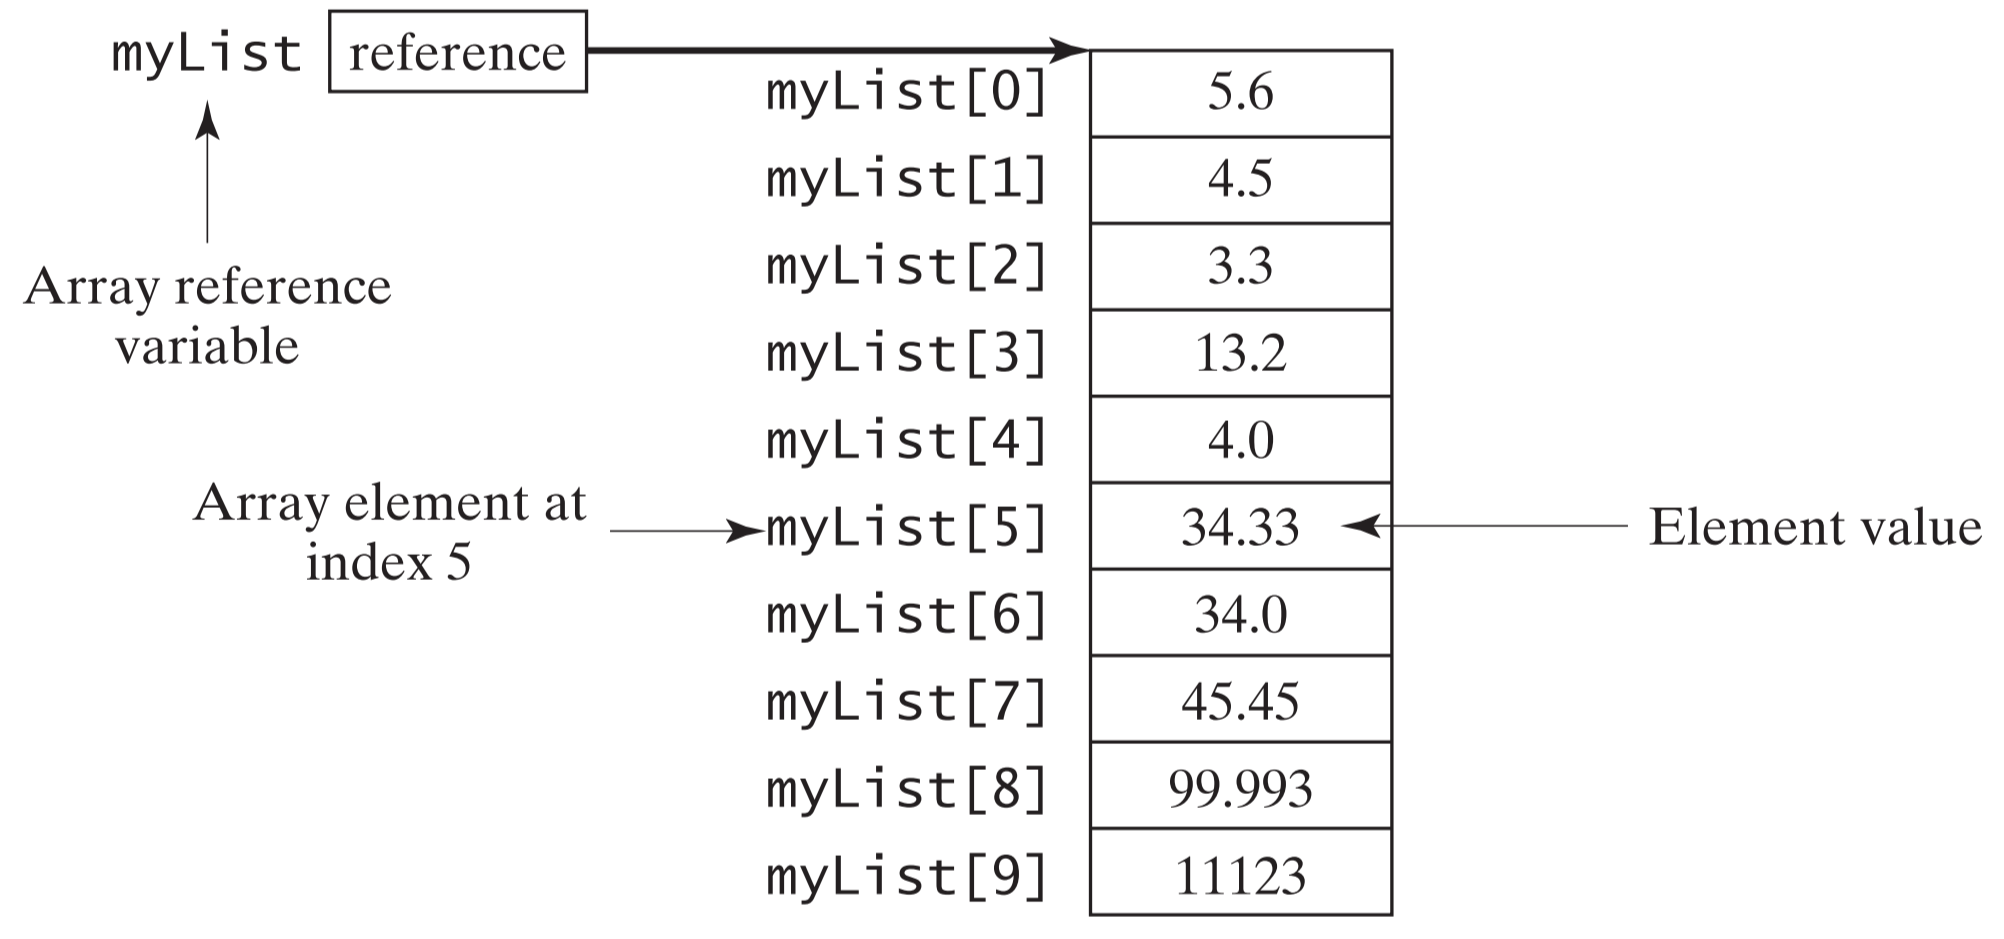 myList reference
myList[0] 5.6
myList[1] 4.5
Array reference
variable
myList[2] 3.3
myList[3] 13.2
myList[4] 4.0
Array element at
index 5
myList[5] 34.33 Element value
myList[6] 34.0
myList[7] 45.45
myList[8] 99.993
myList[9] 11123